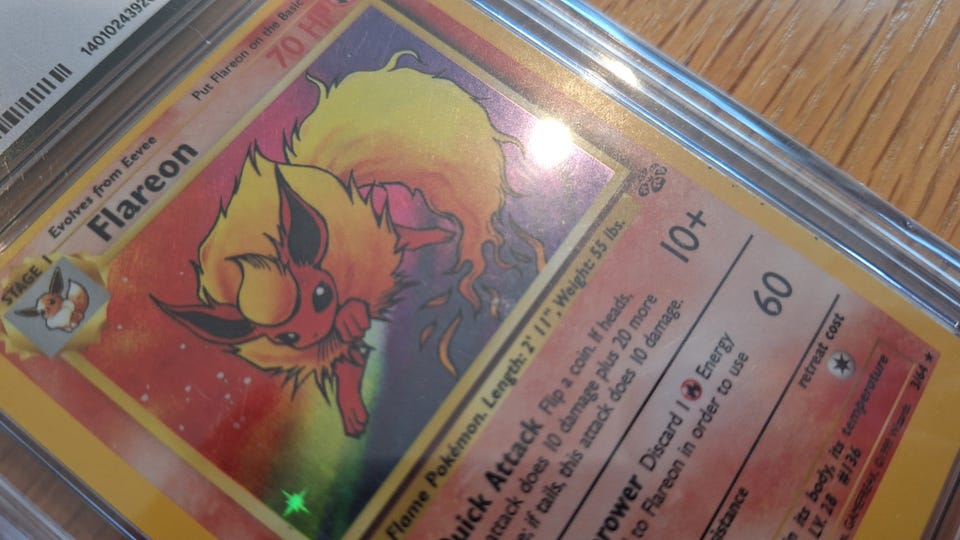 1401024392
STAGE 1
Evolves from Eevee
Put Flareon on the Basic
Flareon
70 HP
Flame Pokémon. Length: 2' 11", Weight: 55 lbs.
Quick Attack Flip a coin. If heads,
attack does 10 damage plus 20 more
if tails, this attack does 10 damage.
10+
Discard 1 Energy
to Flareon in order to use
60
retreat cost
its body, its temperature
LV. 28 #136
3/64 ★